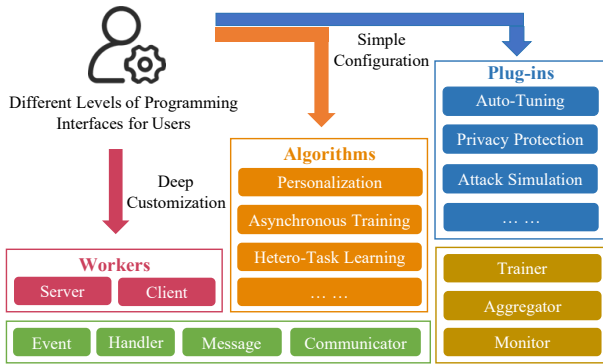 Simple
Configuration
Different Levels of Programming
Interfaces for Users
Deep
Customization
Plug-ins
Auto-Tuning
Privacy Protection
Attack Simulation
... ...
Algorithms
Personalization
Asynchronous Training
Hetero-Task Learning
... ...
Workers
Server Client
Trainer
Aggregator
Monitor
Event Handler Message Communicator